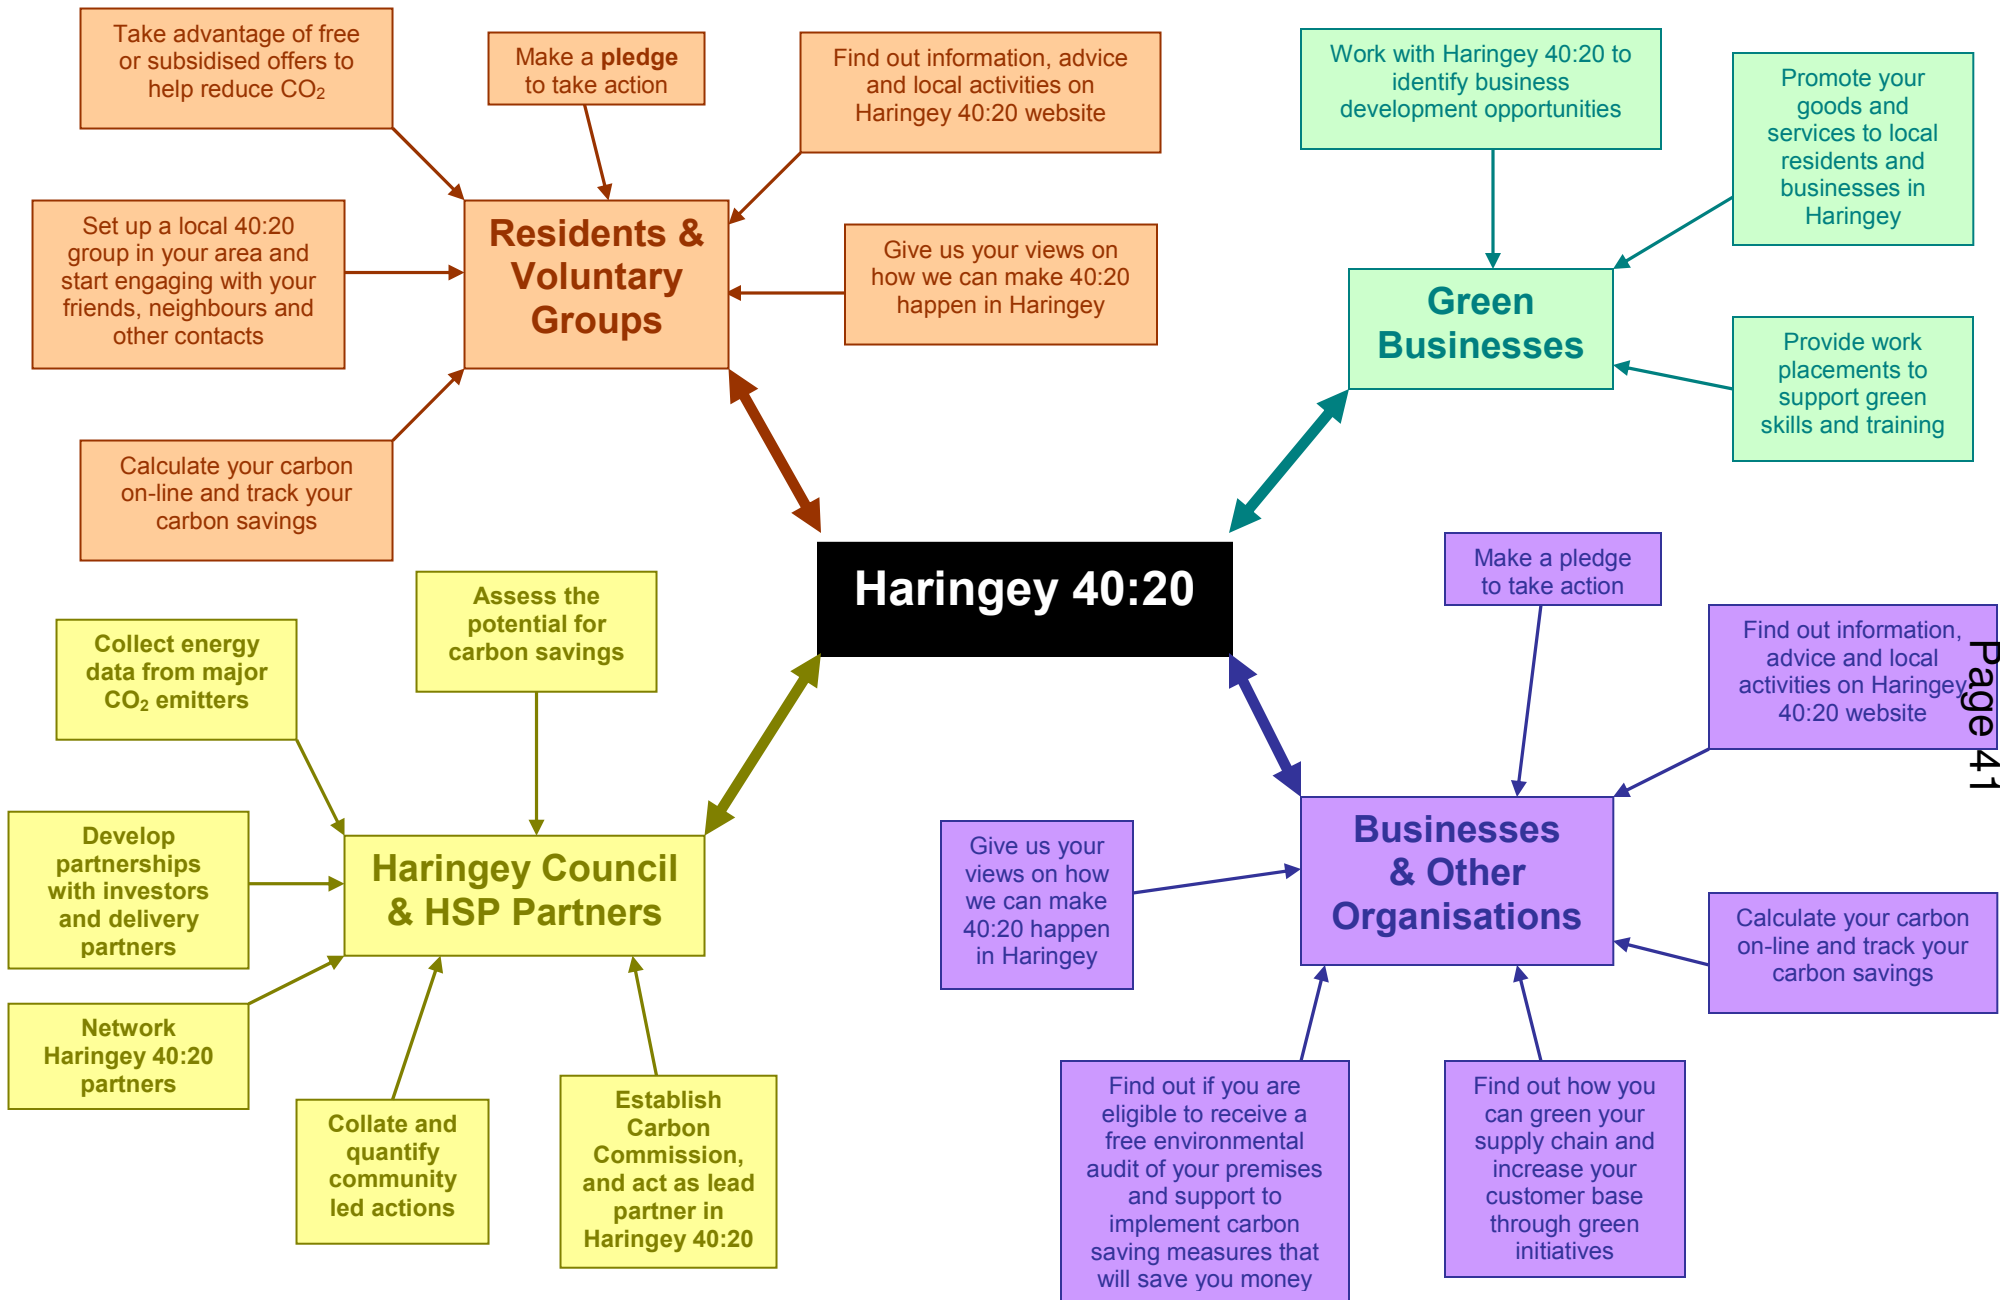 Take advantage of free
or subsidised offers to
help reduce CO₂
Make a pledge
to take action
Find out information, advice
and local activities on
Haringey 40:20 website
Set up a local 40:20
group in your area and
start engaging with your
friends, neighbours and
other contacts
Residents &
Voluntary
Groups
Give us your views on
how we can make 40:20
happen in Haringey
Calculate your carbon
on-line and track your
carbon savings
Work with Haringey 40:20 to
identify business
development opportunities
Promote your
goods and
services to local
residents and
businesses in
Haringey
Green
Businesses
Provide work
placements to
support green
skills and training
Haringey 40:20
Assess the
potential for
carbon savings
Collect energy
data from major
CO₂ emitters
Develop
partnerships
with investors
and delivery
partners
Haringey Council
& HSP Partners
Network
Haringey 40:20
partners
Collate and
quantify
community
led actions
Establish
Carbon
Commission,
and act as lead
partner in
Haringey 40:20
Make a pledge
to take action
Find out information,
advice and local
activities on Haringey
40:20 website
Give us your
views on how
we can make
40:20 happen
in Haringey
Businesses
& Other
Organisations
Calculate your carbon
on-line and track your
carbon savings
Find out if you are
eligible to receive a
free environmental
audit of your premises
and support to
implement carbon
saving measures that
will save you money
Find out how you
can green your
supply chain and
increase your
customer base
through green
initiatives
Page 41